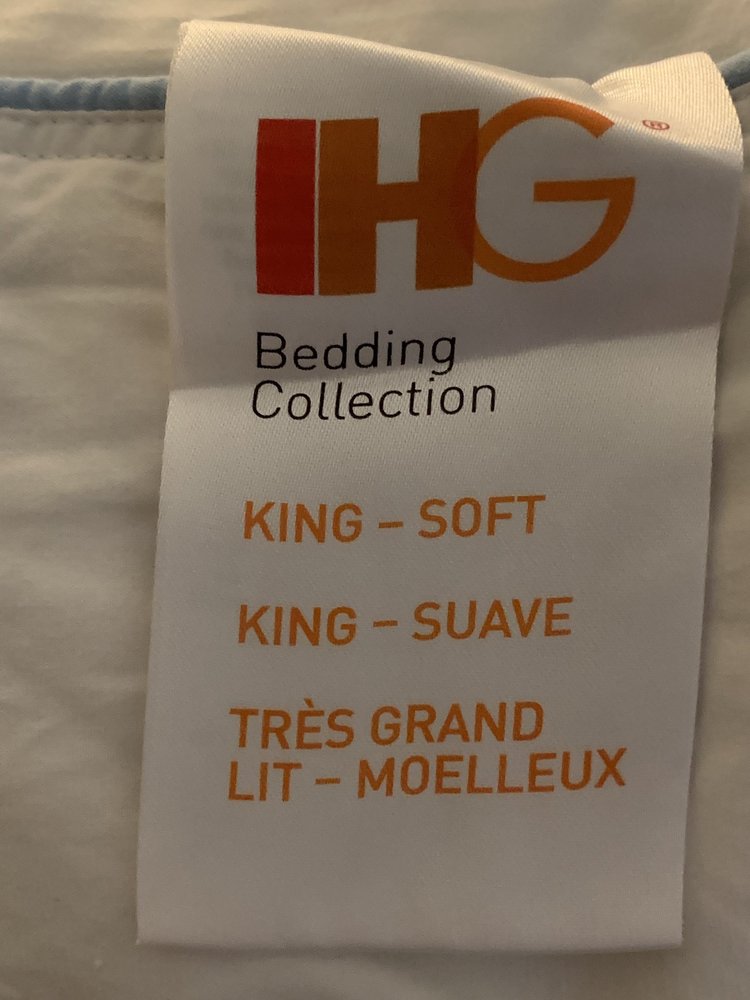 IHG®
Bedding
Collection
KING – SOFT
KING – SUAVE
TRÈS GRAND
LIT – MOELLEUX